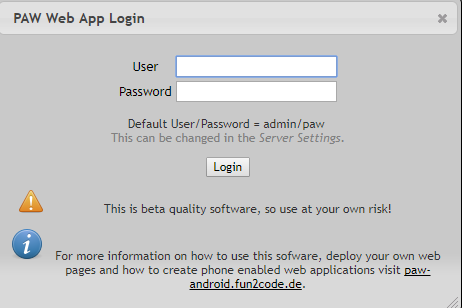 PAW Web App Login
User
Password
Default User/Password = admin/paw
This can be changed in the Server Settings.
Login
This is beta quality software, so use at your own risk!
For more information on how to use this sofware, deploy your own web
pages and how to create phone enabled web applications visit paw-
android.fun2code.de.